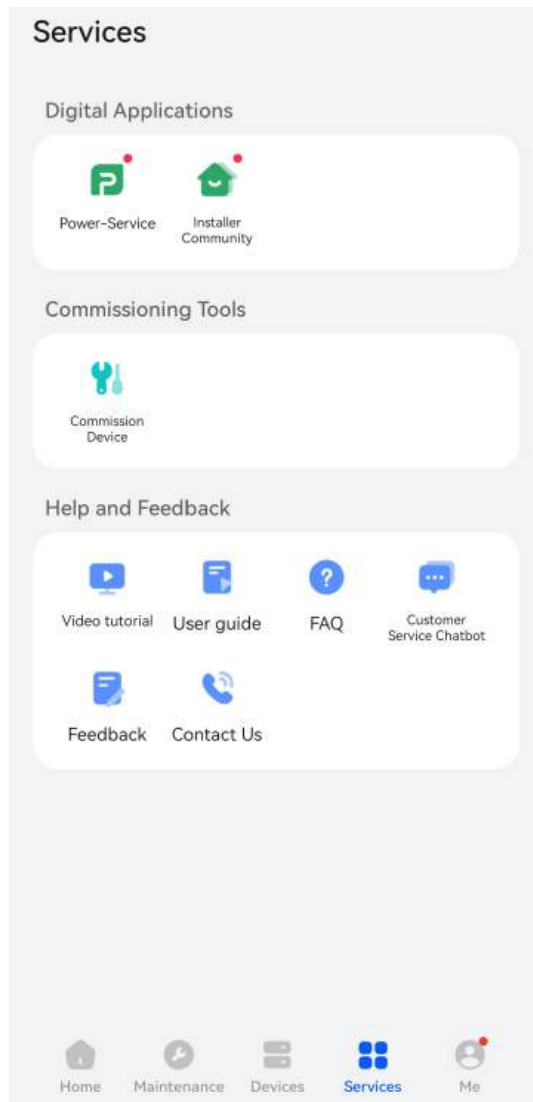 Services
Digital Applications
Power-Service
Installer
Community
Commissioning Tools
Commission
Device
Help and Feedback
Video tutorial
User guide
FAQ
Customer
Service Chatbot
Feedback
Contact Us
Home
Maintenance
Devices
Services
Me